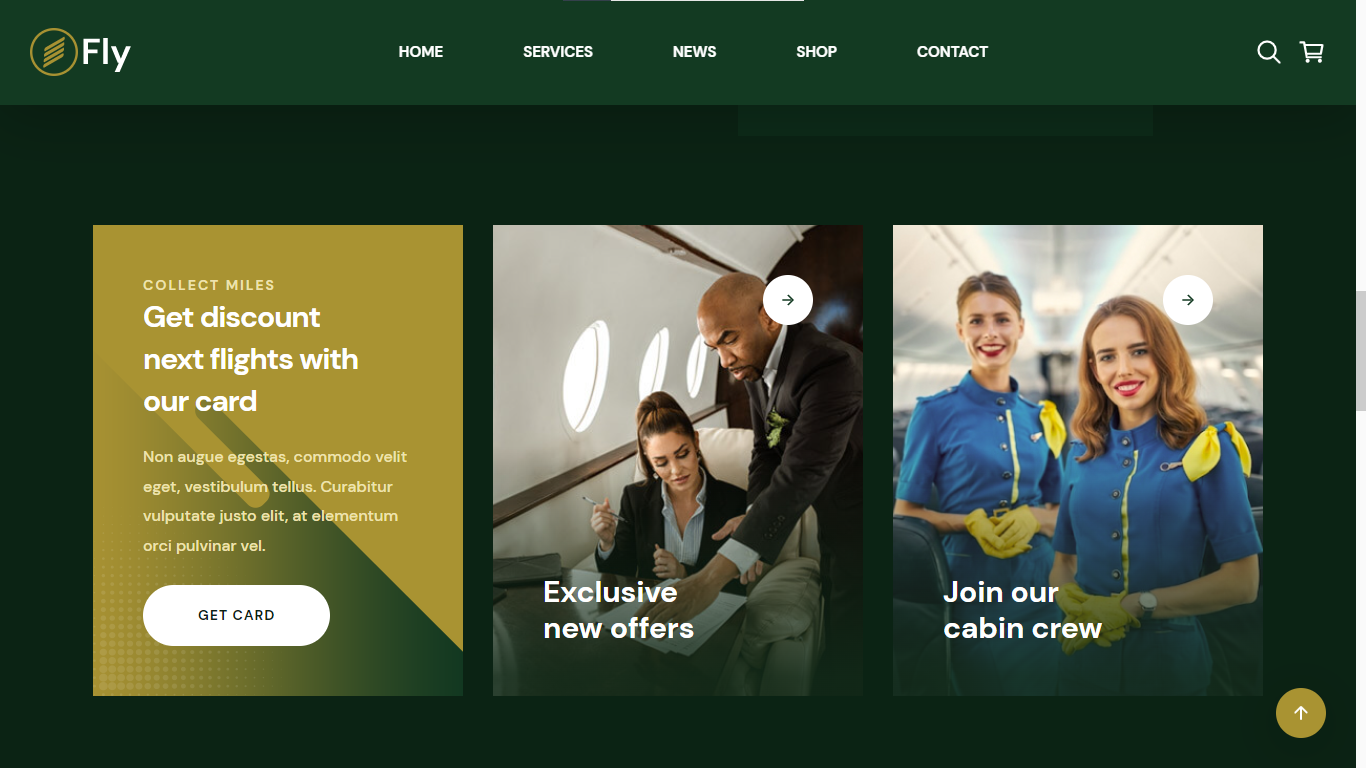 Fly
HOME
SERVICES
NEWS
SHOP
CONTACT
COLLECT MILES
Get discount
next flights with
our card
Non augue egestas, commodo velit
eget, vestibulum tellus. Curabitur
vulputate justo elit, at elementum
orci pulvinar vel.
GET CARD
Exclusive
new offers
Join our
cabin crew